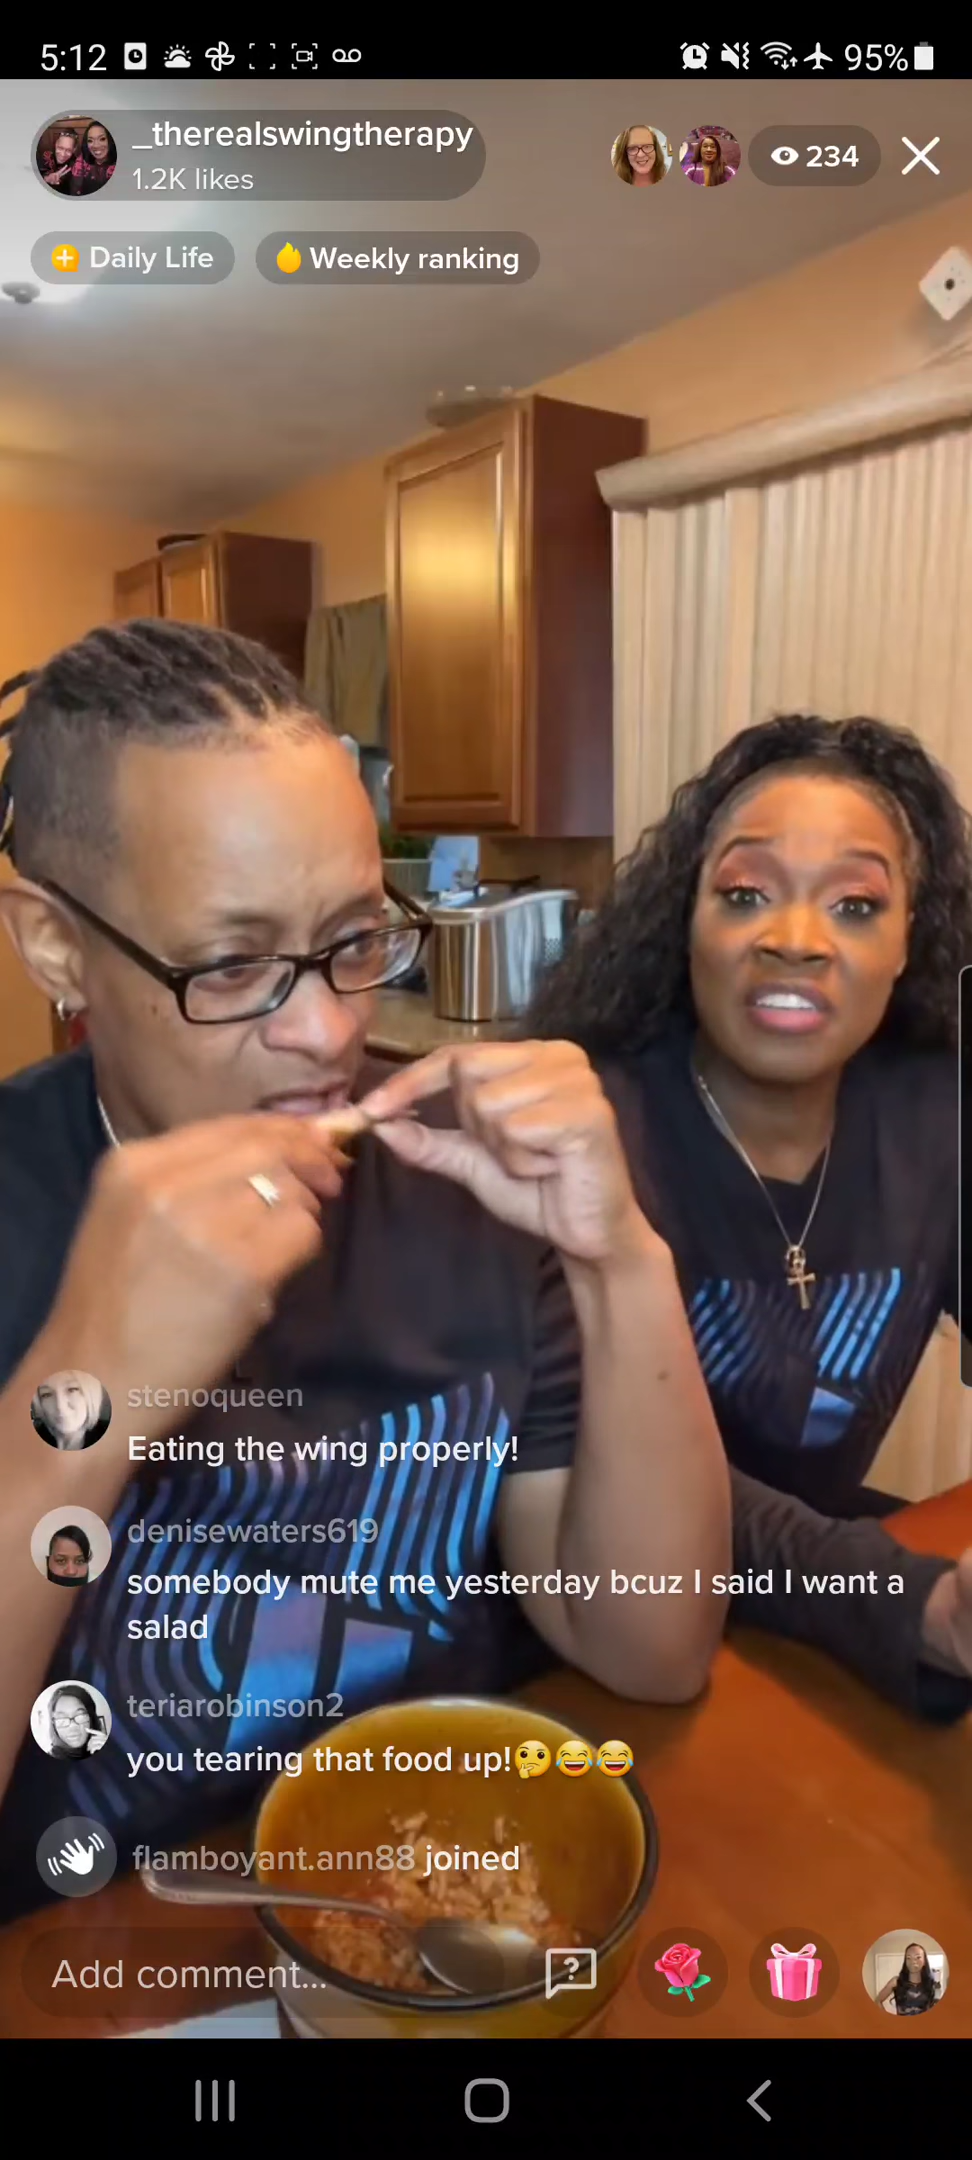 5:12
95%
_therealswingtherapy
1.2K likes
234
Daily Life
Weekly ranking
stenoqueen
Eating the wing properly!
denisewaters619
somebody mute me yesterday bcuz I said I want a
salad
teriarobinson2
you tearing that food up!🤔😂😂
flamboyant.ann88 joined
Add comment...
?